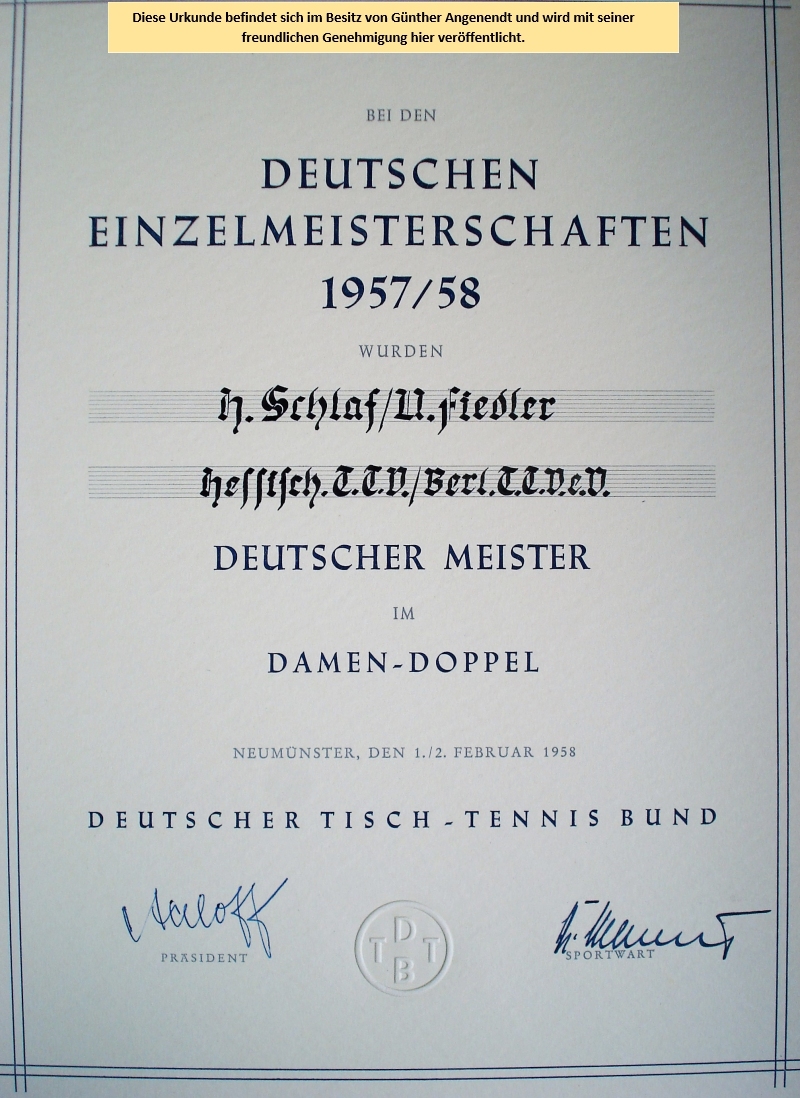 Diese Urkunde befindet sich im Besitz von Günther Angenendt und wird mit seiner
freundlichen Genehmigung hier veröffentlicht.
BEI DEN
DEUTSCHEN
EINZELMEISTERSCHAFTEN
1957/58
WURDEN
H. Schlaf/U. Fiedler
Hessisch. T.T.V./Berl. T.T.V.e.V.
DEUTSCHER MEISTER
IM
DAMEN-DOPPEL
NEUMÜNSTER, DEN 1./2. FEBRUAR 1958
DEUTSCHER TISCH-TENNIS BUND
PRÄSIDENT
D
T T
B
SPORTWART